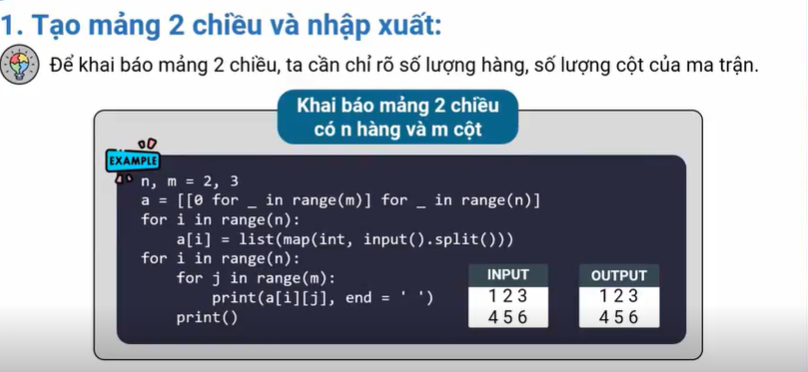 1. Tạo mảng 2 chiều và nhập xuất:
Để khai báo mảng 2 chiều, ta cần chỉ rõ số lượng hàng, số lượng cột của ma trận.
Khai báo mảng 2 chiều
có n hàng và m cột
EXAMPLE
n, m = 2, 3
a = [[0 for _ in range(m)] for _ in range(n)]
for i in range(n):
    a[i] = list(map(int, input().split()))
for i in range(n):
    for j in range(m):
        print(a[i][j], end = ' ')
    print()
INPUT
1 2 3
4 5 6
OUTPUT
1 2 3
4 5 6